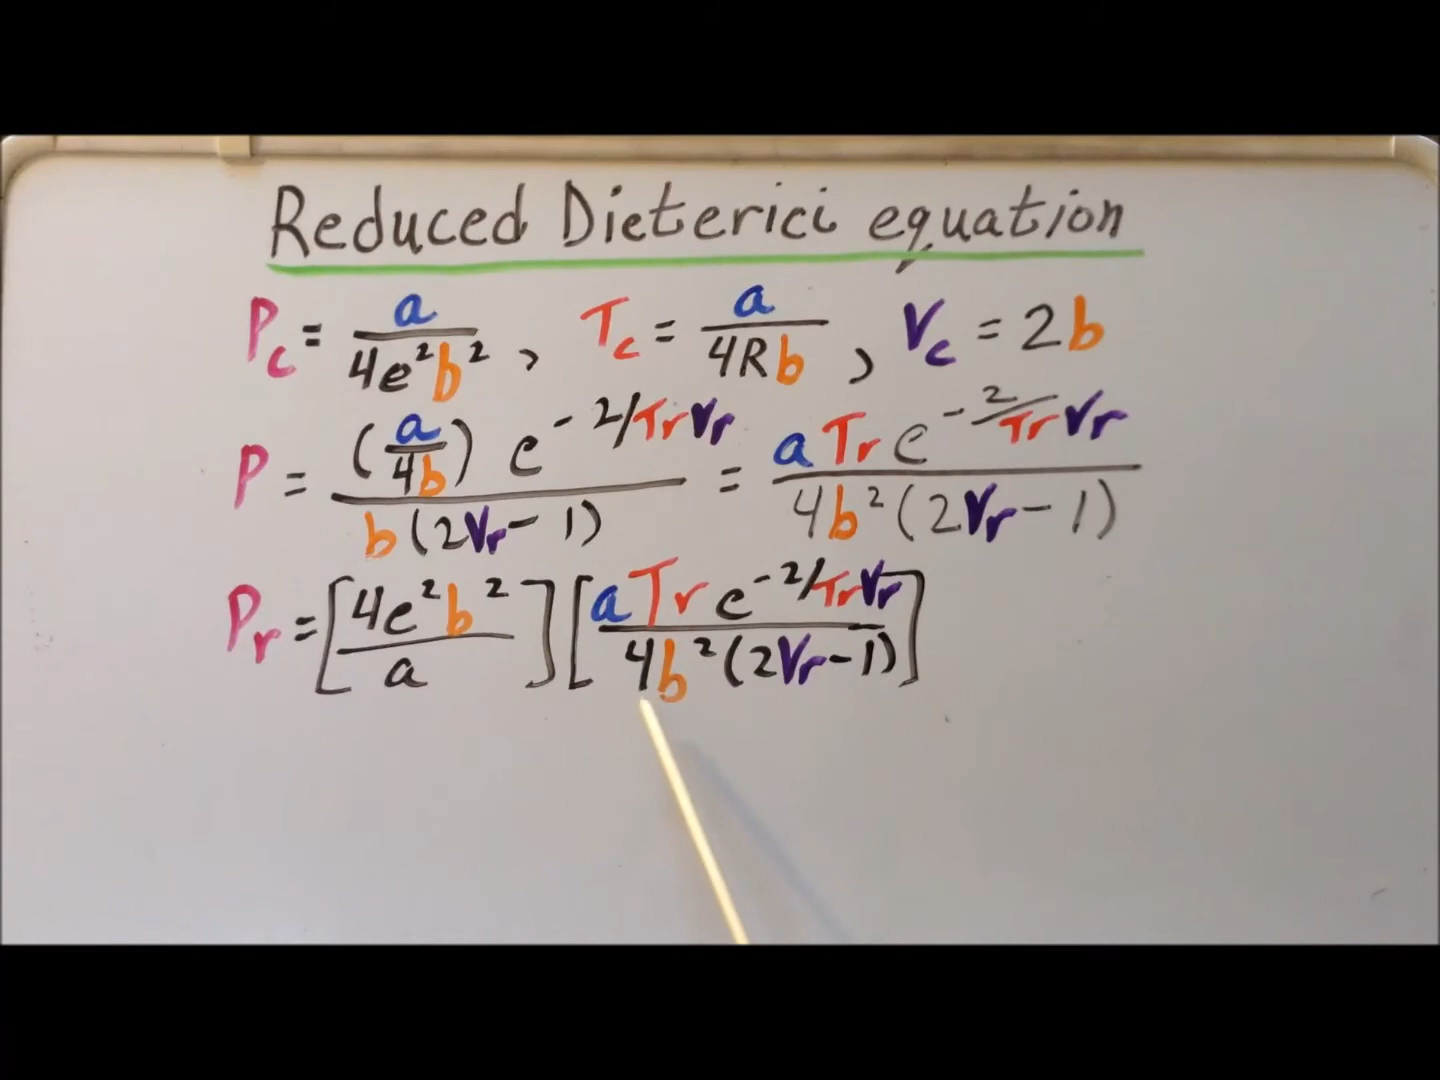 Reduced Dieterici equation
Pc = a/4e²b², Tc = a/4Rb, Vc = 2b
P = (a/4b) e^-2/TrVr / b(2Vr-1) = aTr e^-2/TrVr / 4b²(2Vr-1)
Pr = [4e²b²/a] [aTr e^-2/TrVr / 4b²(2Vr-1)]